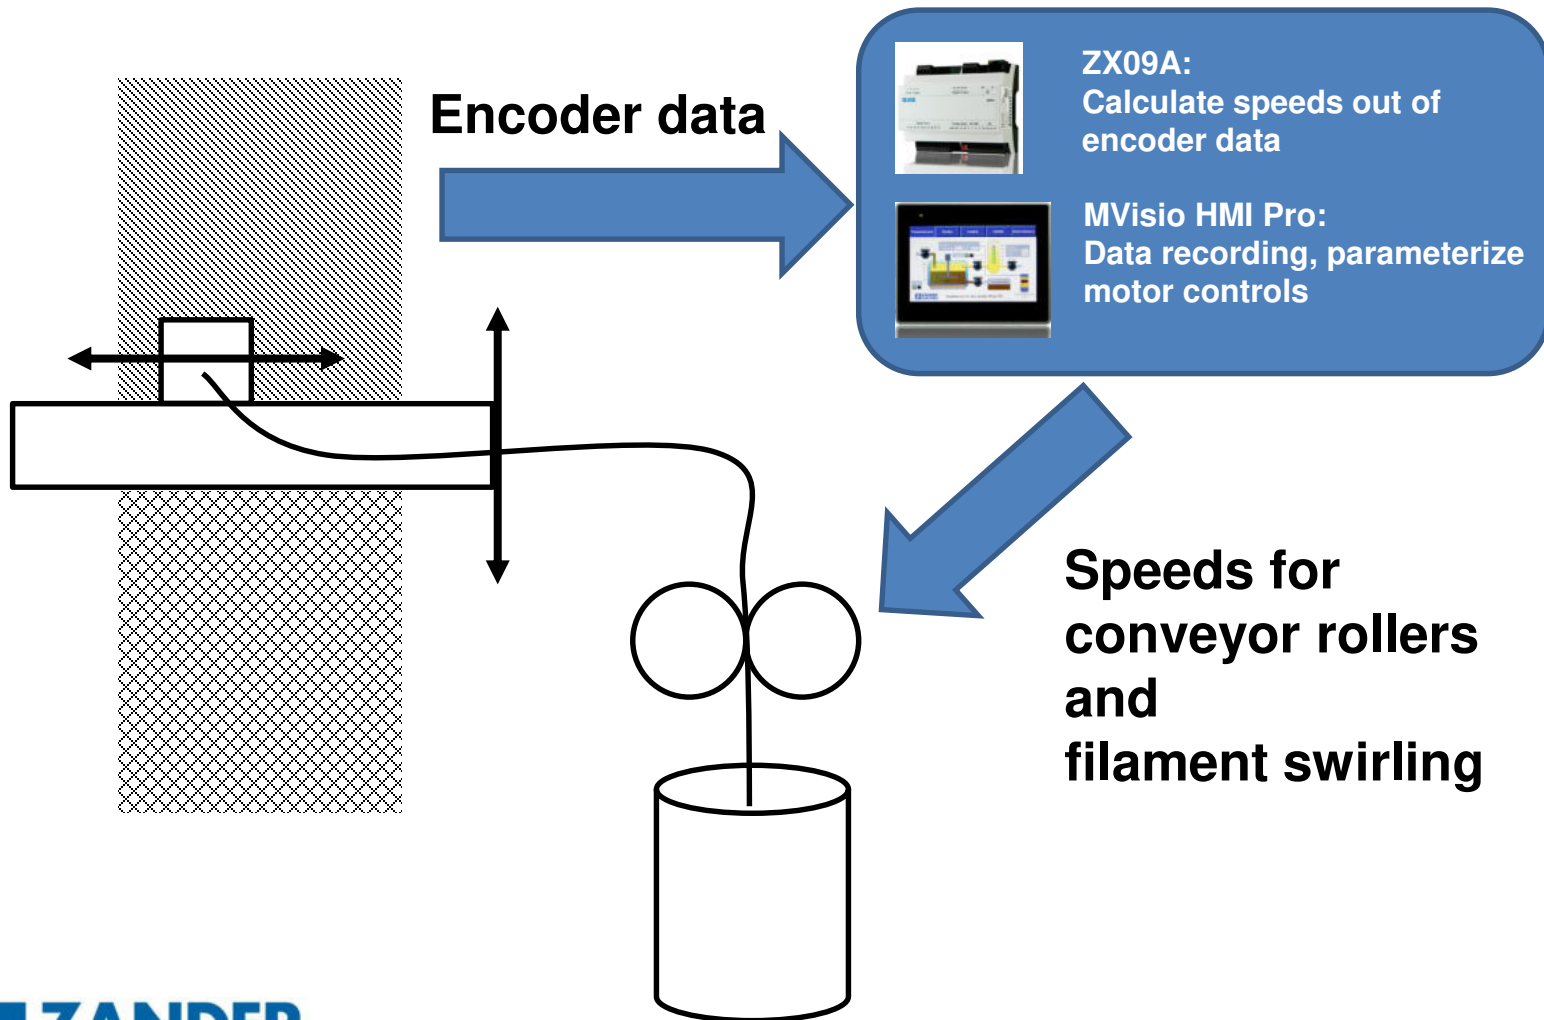 Encoder data
ZX09A:
Calculate speeds out of
encoder data
MVisio HMI Pro:
Data recording, parameterize
motor controls
Speeds for
conveyor rollers
and
filament swirling
ZANDER